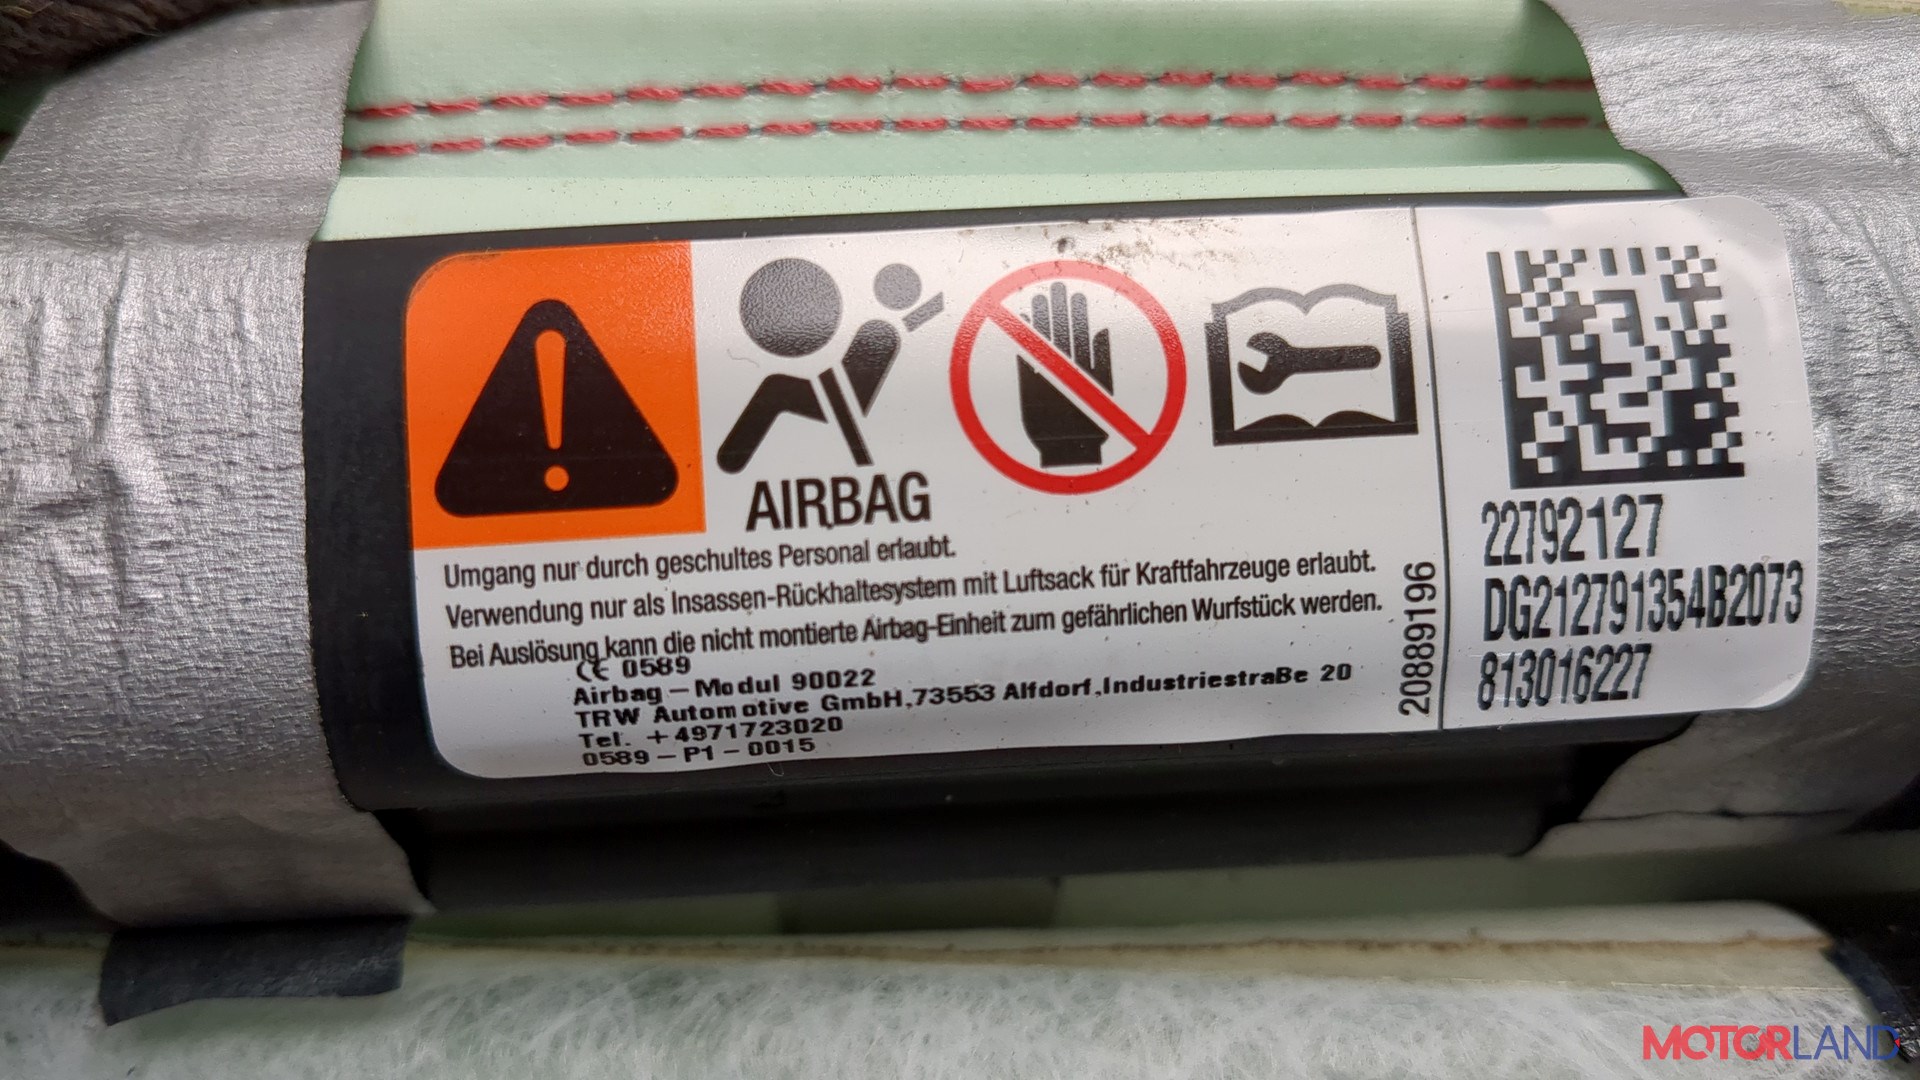 AIRBAG
Umgang nur durch geschultes Personal erlaubt.
Verwendung nur als Insassen-Rückhaltesystem mit Luftsack für Kraftfahrzeuge erlaubt.
Bei Auslösung kann die nicht montierte Airbag-Einheit zum gefährlichen Wurfstück werden.
CE 0589
Airbag – Modul 90022
TRW Automotive GmbH,73553 Alfdorf,Industriestraße 20
Tel. +4971723020
0589 – P1 – 0015
20889196
22792127
DG212791354B2073
813016227
MOTORLAND